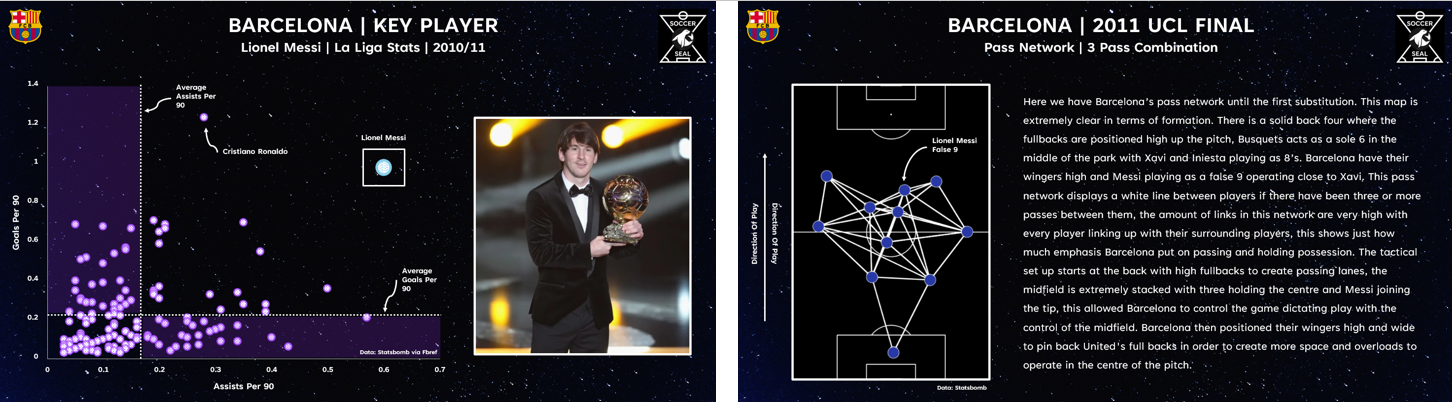 BARCELONA | KEY PLAYER
Lionel Messi | La Liga Stats | 2010/11
FCB
SOCCER
SEAL
Average
Assists Per
90
Cristiano Ronaldo
Lionel Messi
Average
Goals Per
90
Goals Per 90
1.4
1.2
1
0.8
0.6
0.4
0.2
0
0
0.1
0.2
0.3
0.4
0.5
0.6
0.7
Assists Per 90
Data: Statsbomb via Fbref
BARCELONA | 2011 UCL FINAL
Pass Network | 3 Pass Combination
FCB
SOCCER
SEAL
Lionel Messi
False 9
Direction Of Play
Direction Of Play
Data: Statsbomb
Here we have Barcelona's pass network until the first substitution. This map is
extremely clear in terms of formation. There is a solid back four where the
fullbacks are positioned high up the pitch, Busquets acts as a sole 6 in the
middle of the park with Xavi and Iniesta playing as 8's. Barcelona have their
wingers high and Messi playing as a false 9 operating close to Xavi, This pass
network displays a white line between players if there have been three or more
passes between them, the amount of links in this network are very high with
every player linking up with their surrounding players, this shows just how
much emphasis Barcelona put on passing and holding possession. The tactical
set up starts at the back with high fullbacks to create passing lanes, the
midfield is extremely stacked with three holding the centre and Messi joining
the tip, this allowed Barcelona to control the game dictating play with the
control of the midfield. Barcelona then positioned their wingers high and wide
to pin back United's full backs in order to create more space and overloads to
operate in the centre of the pitch.